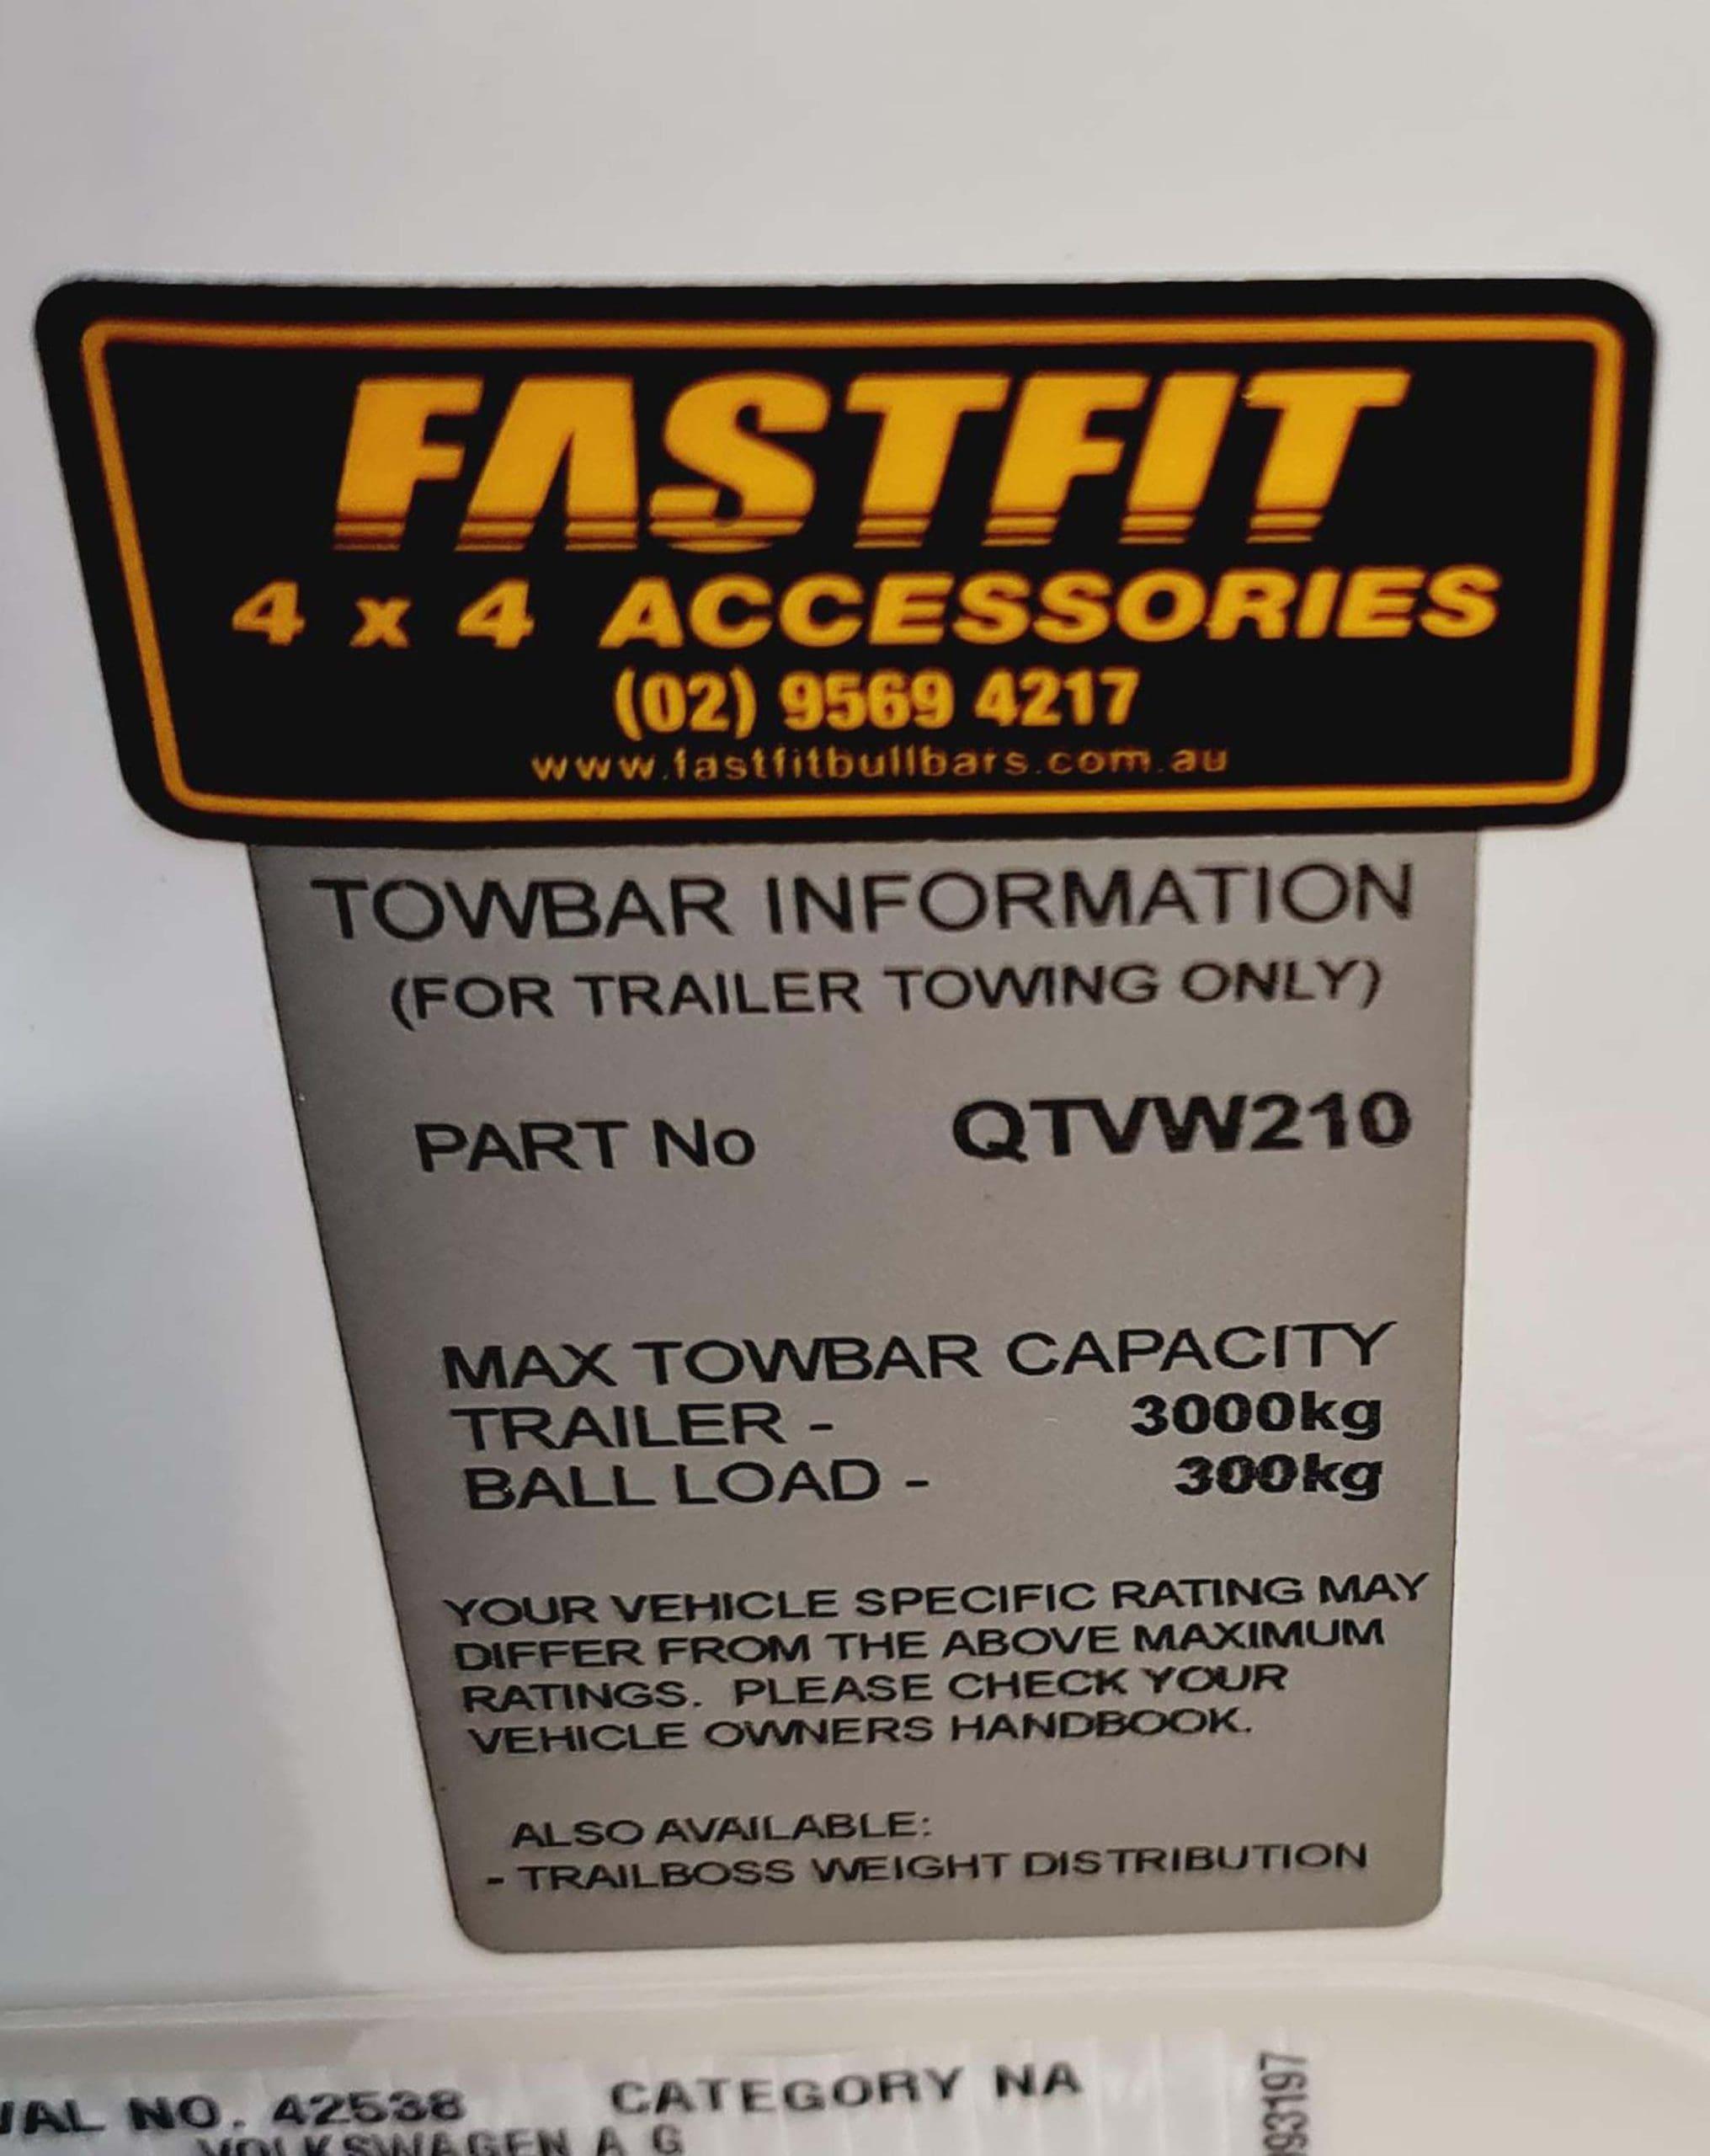 FASTFIT
4 x 4 ACCESSORIES
(02) 9569 4217
www.fastfitbullbars.com.au
TOWBAR INFORMATION
(FOR TRAILER TOWING ONLY)
PART No QTVW210
MAX TOWBAR CAPACITY
TRAILER - 3000kg
BALL LOAD - 300kg
YOUR VEHICLE SPECIFIC RATING MAY
DIFFER FROM THE ABOVE MAXIMUM
RATINGS. PLEASE CHECK YOUR
VEHICLE OWNERS HANDBOOK.
ALSO AVAILABLE:
- TRAILBOSS WEIGHT DISTRIBUTION
VAL NO. 42538 CATEGORY NA
VOLKSWAGEN A G
93197